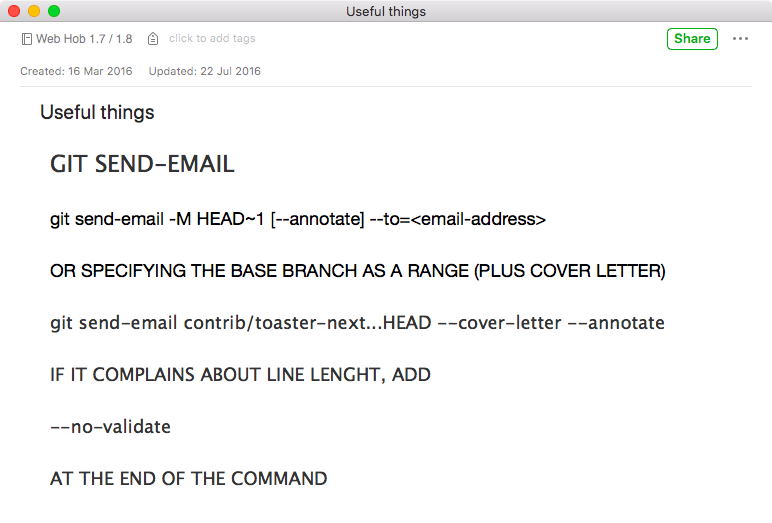 Useful things
Web Hob 1.7 / 1.8 click to add tags Share
Created: 16 Mar 2016 Updated: 22 Jul 2016
Useful things
GIT SEND-EMAIL
git send-email -M HEAD~1 [--annotate] --to=<email-address>
OR SPECIFYING THE BASE BRANCH AS A RANGE (PLUS COVER LETTER)
git send-email contrib/toaster-next...HEAD --cover-letter --annotate
IF IT COMPLAINS ABOUT LINE LENGHT, ADD
--no-validate
AT THE END OF THE COMMAND